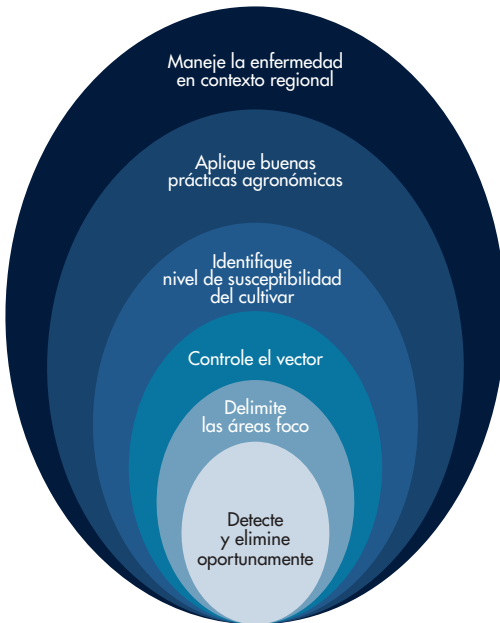 Maneje la enfermedad
en contexto regional
Aplique buenas
prácticas agronómicas
Identifique
nivel de susceptibilidad
del cultivar
Controle el vector
Delimite
las áreas foco
Detecte
y elimine
oportunamente